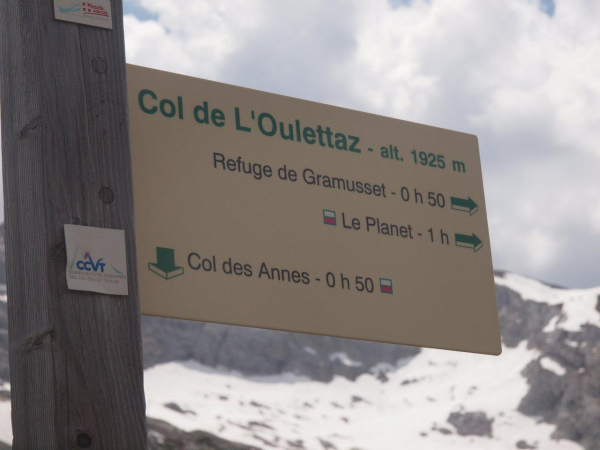 Col de L'Oulettaz - alt. 1925 m
Refuge de Gramusset - 0 h 50
Le Planet - 1 h
Col des Annes - 0 h 50
CCVT